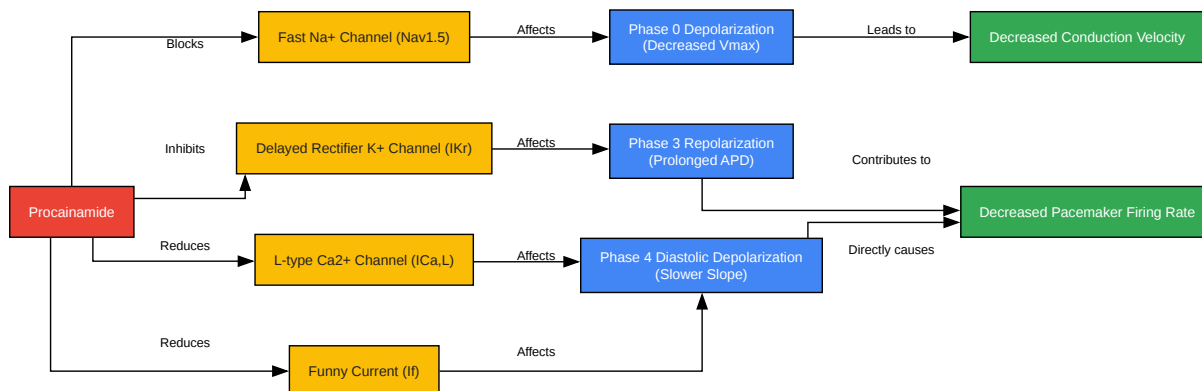 Blocks
Fast Na+ Channel (Nav1.5)
Affects
Phase 0 Depolarization
(Decreased Vmax)
Leads to
Decreased Conduction Velocity
Inhibits
Delayed Rectifier K+ Channel (IKr)
Affects
Phase 3 Repolarization
(Prolonged APD)
Contributes to
Procainamide
Decreased Pacemaker Firing Rate
Reduces
L-type Ca2+ Channel (ICa,L)
Affects
Phase 4 Diastolic Depolarization
(Slower Slope)
Directly causes
Reduces
Funny Current (If)
Affects